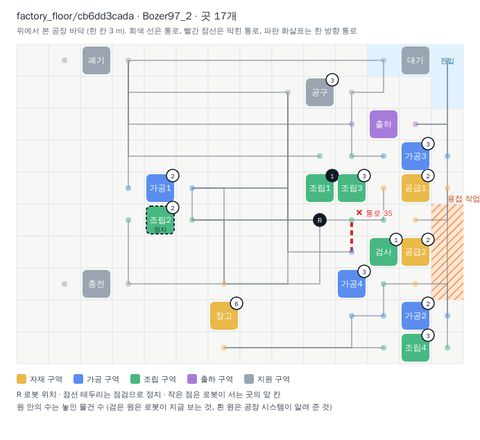 factory_floor/cb6dd3cada · Bozer97_2 · 곳 17개
위에서 본 공장 바닥 (한 칸 3 m). 회색 선은 통로, 빨간 점선은 막힌 통로, 파란 화살표는 한 방향 통로
폐기
대기
진입
공구
3
출하
가공3
3
가공1
2
조립1
1
조립3
3
공급1
2
용접 작업
조립2
2
정지
R
✕ 통로 35
검사
1
공급2
2
충전
가공4
3
창고
6
가공2
2
조립4
3
자재 구역
가공 구역
조립 구역
출하 구역
지원 구역
R 로봇 위치 · 점선 테두리는 점검으로 정지 · 작은 점은 로봇이 서는 곳의 앞 칸
원 안의 수는 놓인 물건 수 (검은 원은 로봇이 지금 보는 것, 흰 원은 공장 시스템이 알려 준 것)